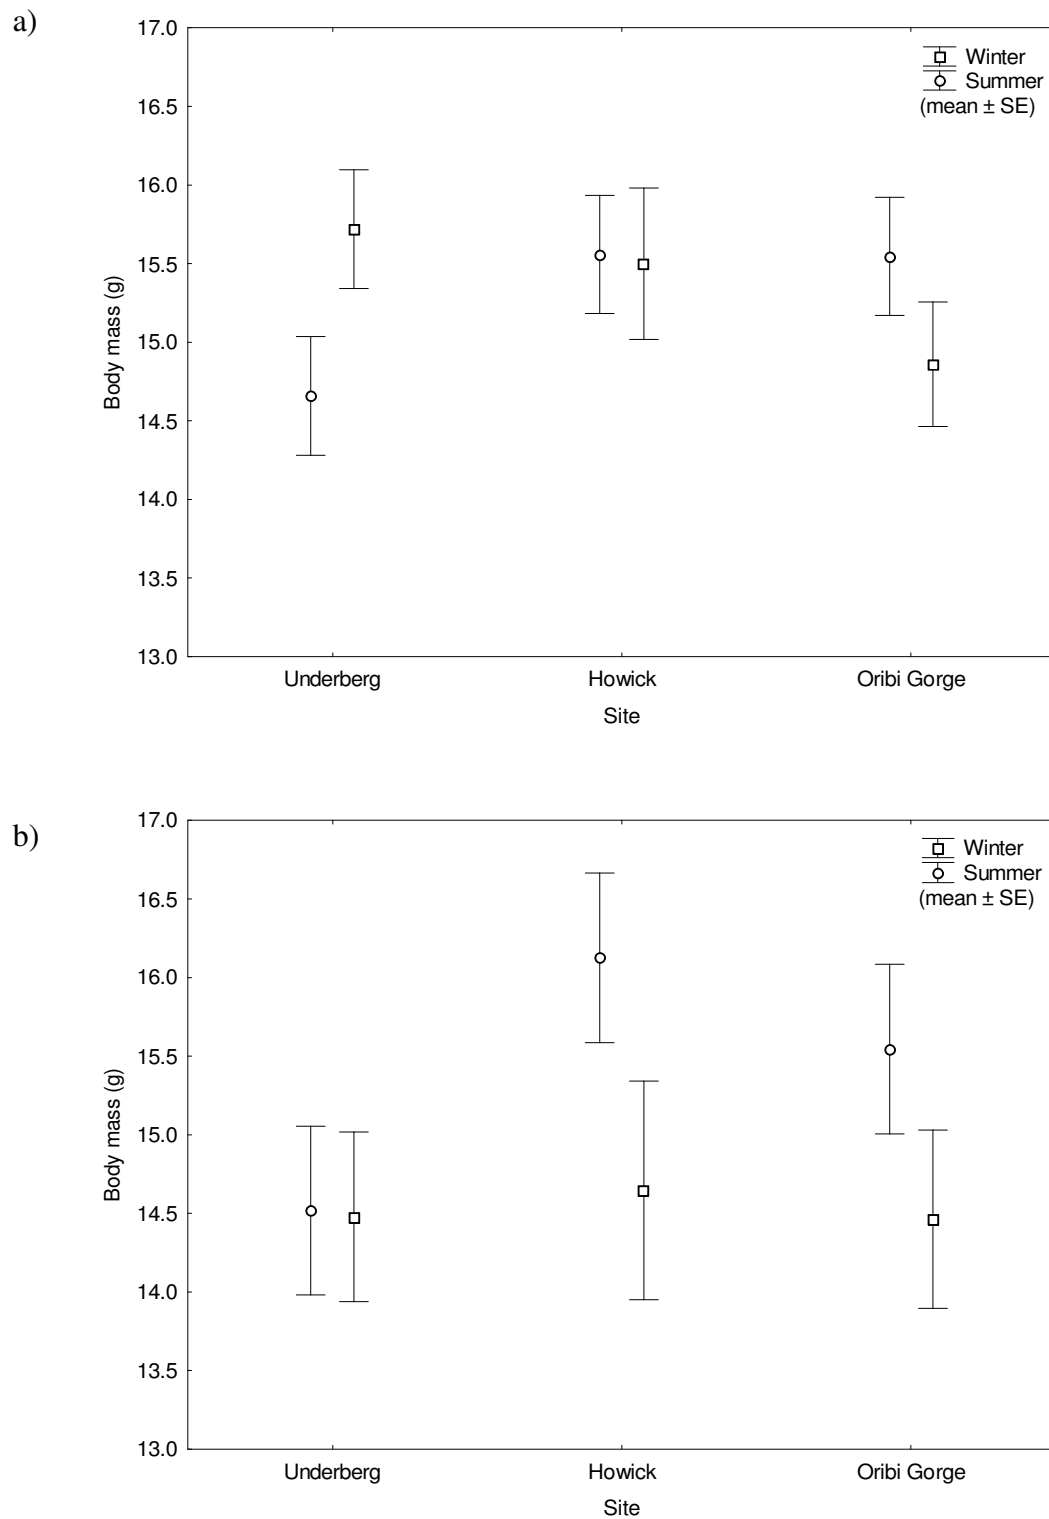 a)
17.0
16.5
16.0
15.5
15.0
14.5
14.0
13.5
13.0
Body mass (g)
Winter
Summer
(mean ± SE)
Underberg Howick Oribi Gorge
Site
b)
17.0
16.5
16.0
15.5
15.0
14.5
14.0
13.5
13.0
Body mass (g)
Winter
Summer
(mean ± SE)
Underberg Howick Oribi Gorge
Site